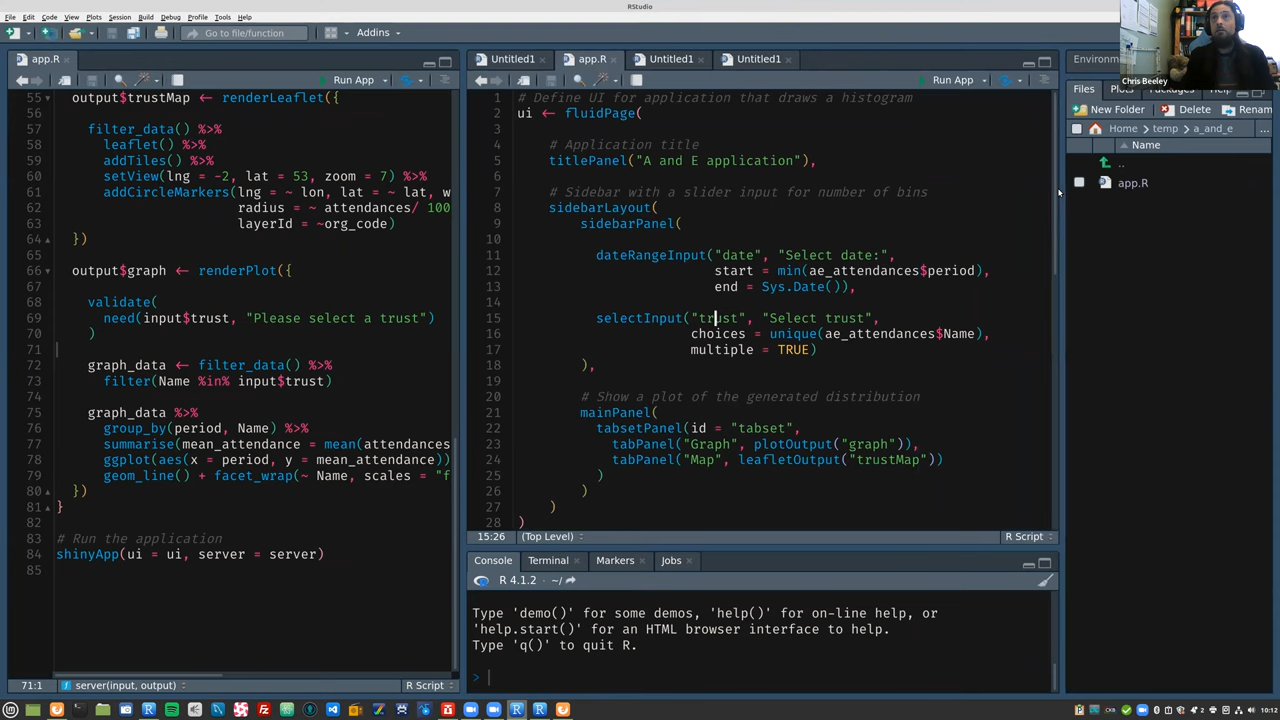 RStudio
File Edit Code View Plots Session Build Debug Profile Tools Help
Go to file/function Addins
Chris Beeley
app.R
Run App
55 output$trustMap ← renderLeaflet({
56
57 filter_data() %>%
58 leaflet() %>%
59 addTiles() %>%
60 setView(lng = -2, lat = 53, zoom = 7) %>%
61 addCircleMarkers(lng = ~ lon, lat = ~ lat, w
62 radius = ~ attendances/ 100
63 layerId = ~org_code)
64 })
65
66 output$graph ← renderPlot({
67
68 validate(
69 need(input$trust, "Please select a trust")
70 )
71
72 graph_data ← filter_data() %>%
73 filter(Name %in% input$trust)
74
75 graph_data %>%
76 group_by(period, Name) %>%
77 summarise(mean_attendance = mean(attendances
78 ggplot(aes(x = period, y = mean_attendance))
79 geom_line() + facet_wrap(~ Name, scales = "f
80 })
81 }
82
83 # Run the application
84 shinyApp(ui = ui, server = server)
85
71:1 server(input, output) R Script
Untitled1 app.R Untitled1 Untitled1
Run App
1 # Define UI for application that draws a histogram
2 ui ← fluidPage(
3
4 # Application title
5 titlePanel("A and E application"),
6
7 # Sidebar with a slider input for number of bins
8 sidebarLayout(
9 sidebarPanel(
10
11 dateRangeInput("date", "Select date:",
12 start = min(ae_attendances$period),
13 end = Sys.Date()),
14
15 selectInput("trust", "Select trust",
16 choices = unique(ae_attendances$Name),
17 multiple = TRUE)
18 ),
19
20 # Show a plot of the generated distribution
21 mainPanel(
22 tabsetPanel(id = "tabset",
23 tabPanel("Graph", plotOutput("graph")),
24 tabPanel("Map", leafletOutput("trustMap"))
25 )
26 )
27 )
28 )
15:26 (Top Level) R Script
Console Terminal Markers Jobs
R 4.1.2 · ~/
Type 'demo()' for some demos, 'help()' for on-line help, or
'help.start()' for an HTML browser interface to help.
Type 'q()' to quit R.
>
Files Plots Packages
New Folder Delete Renam
Home temp a_and_e ...
Name
..
app.R
10:12